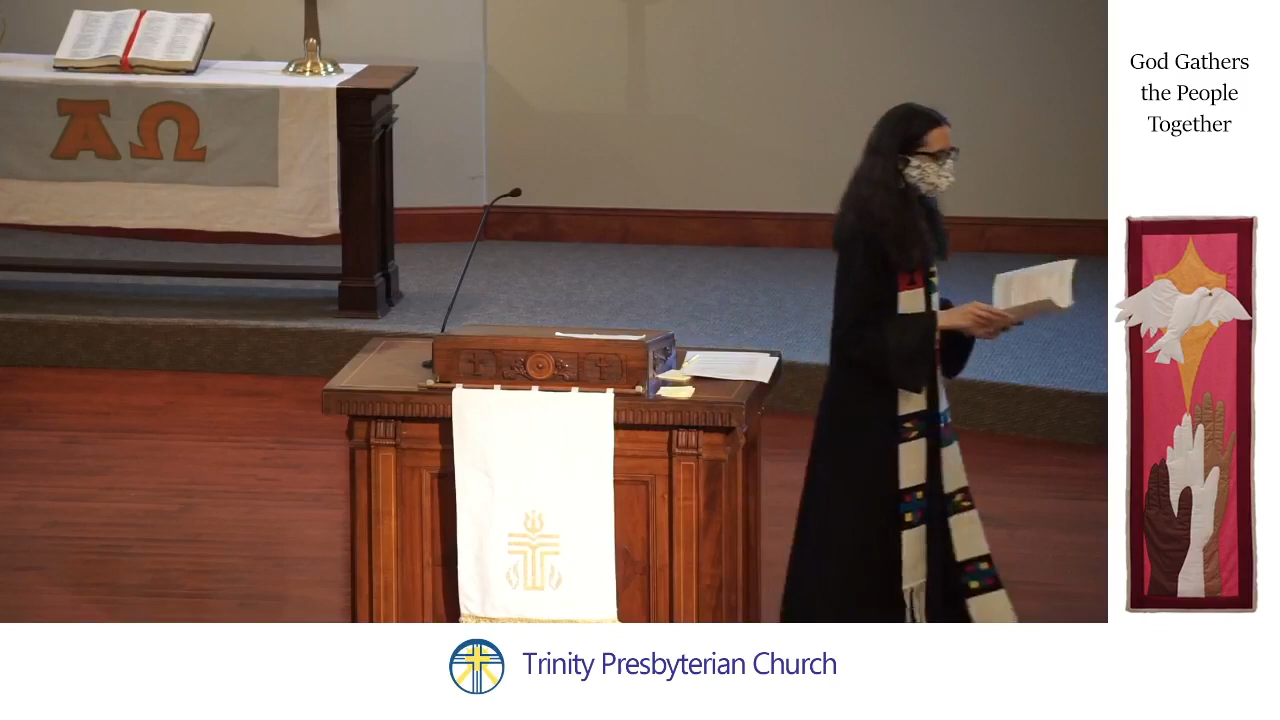 ΑΩ
God Gathers
the People
Together
Trinity Presbyterian Church